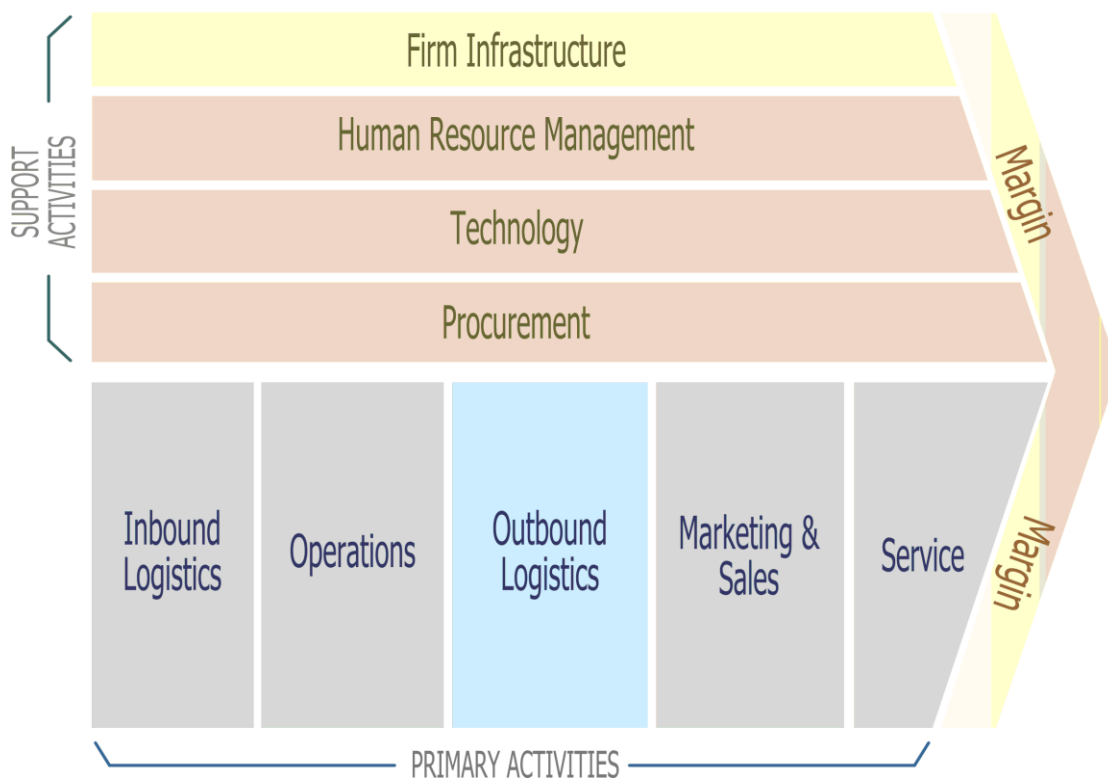 Firm Infrastructure
Human Resource Management
Technology
Procurement
SUPPORT
ACTIVITIES
Margin
Inbound
Logistics
Operations
Outbound
Logistics
Marketing &
Sales
Service
Margin
PRIMARY ACTIVITIES